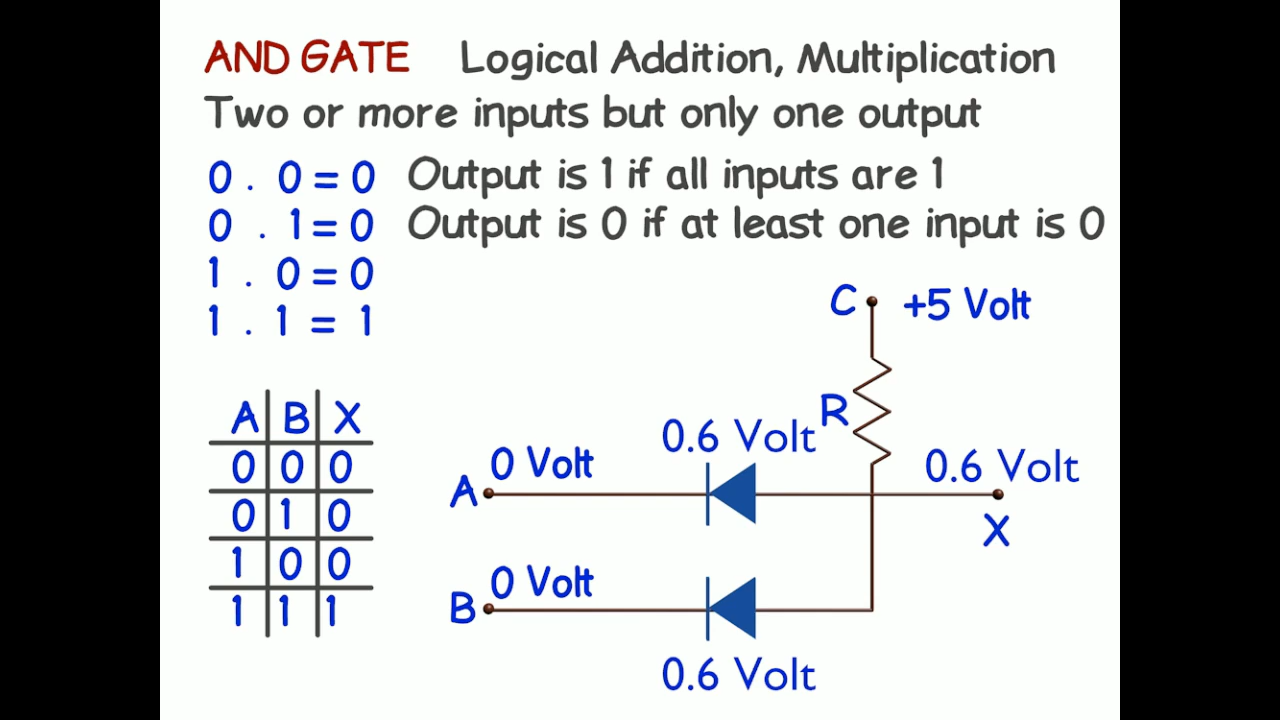 AND GATE Logical Addition, Multiplication
Two or more inputs but only one output
0 . 0 = 0 Output is 1 if all inputs are 1
0 . 1 = 0 Output is 0 if at least one input is 0
1 . 0 = 0
1 . 1 = 1
C +5 Volt
R
A B X
0 0 0
0 1 0
1 0 0
1 1 1
0.6 Volt
A 0 Volt
0.6 Volt
X
B 0 Volt
0.6 Volt